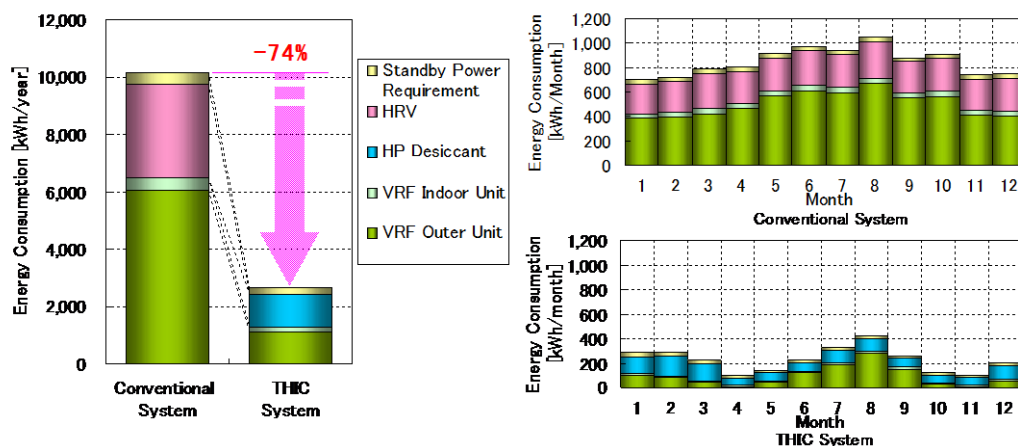 Energy Consumption [kWh/year]
12,000
10,000
8,000
6,000
4,000
2,000
0
-74%
Conventional
System
THIC
System
Standby Power
Requirement
HRV
HP Desiccant
VRF Indoor Unit
VRF Outer Unit
Energy Consumption
[kWh/Month]
1,200
1,000
800
600
400
200
0
1 2 3 4 5 6 7 8 9 10 11 12
Month
Conventional System
Energy Consumption
[kWh/month]
1,200
1,000
800
600
400
200
0
1 2 3 4 5 6 7 8 9 10 11 12
Month
THIC System